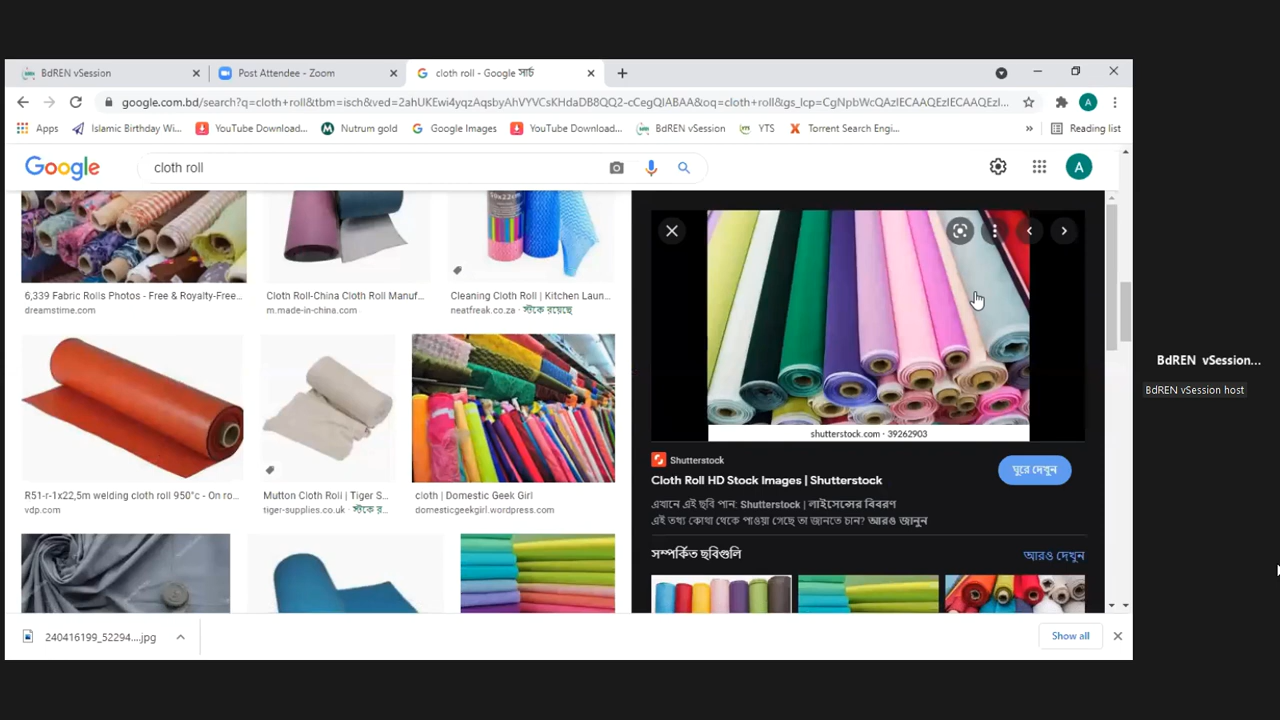 BdREN vSession
Post Attendee - Zoom
cloth roll - Google সার্চ
google.com.bd/search?q=cloth+roll&tbm=isch&ved=2ahUKEwi4yqzAqsbyAhVYVCsKHdaDB8QQ2-cCegQIABAA&oq=cloth+roll&gs_lcp=CgNpbWcQAzIECAAQEzIECAAQEzI...
Apps
Islamic Birthday Wi...
YouTube Download...
Nutrum gold
Google Images
YouTube Download...
BdREN vSession
YTS
Torrent Search Engi...
»
Reading list
Google
cloth roll
A
6,339 Fabric Rolls Photos - Free & Royalty-Free...
dreamstime.com
Cloth Roll-China Cloth Roll Manuf...
m.made-in-china.com
Cleaning Cloth Roll | Kitchen Laun...
neatfreak.co.za · স্টকে রয়েছে
R51-r-1x22,5m welding cloth roll 950°c - On ro...
vdp.com
Mutton Cloth Roll | Tiger S...
tiger-supplies.co.uk · স্টকে র...
cloth | Domestic Geek Girl
domesticgeekgirl.wordpress.com
shutterstock.com · 39262903
Shutterstock
Cloth Roll HD Stock Images | Shutterstock
ঘুরে দেখুন
এখানে এই ছবি পান: Shutterstock | লাইসেন্সের বিবরণ
এই তথ্য কোথা থেকে পাওয়া গেছে তা জানতে চান? আরও জানুন
সম্পর্কিত ছবিগুলি
আরও দেখুন
240416199_52294....jpg
Show all
BdREN vSession...
BdREN vSession host